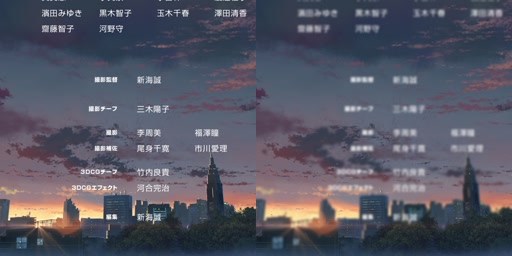 濱田みゆき 黒木智子 玉木千春 澤田清香
齋藤智子 河野守
撮影監督 新海誠
撮影チーフ 三木陽子
撮影 李周美 福澤瞳
撮影補佐 尾身千寛 市川愛理
3DCGチーフ 竹内良貴
3DCGエフェクト 河合完治
編集 新海誠